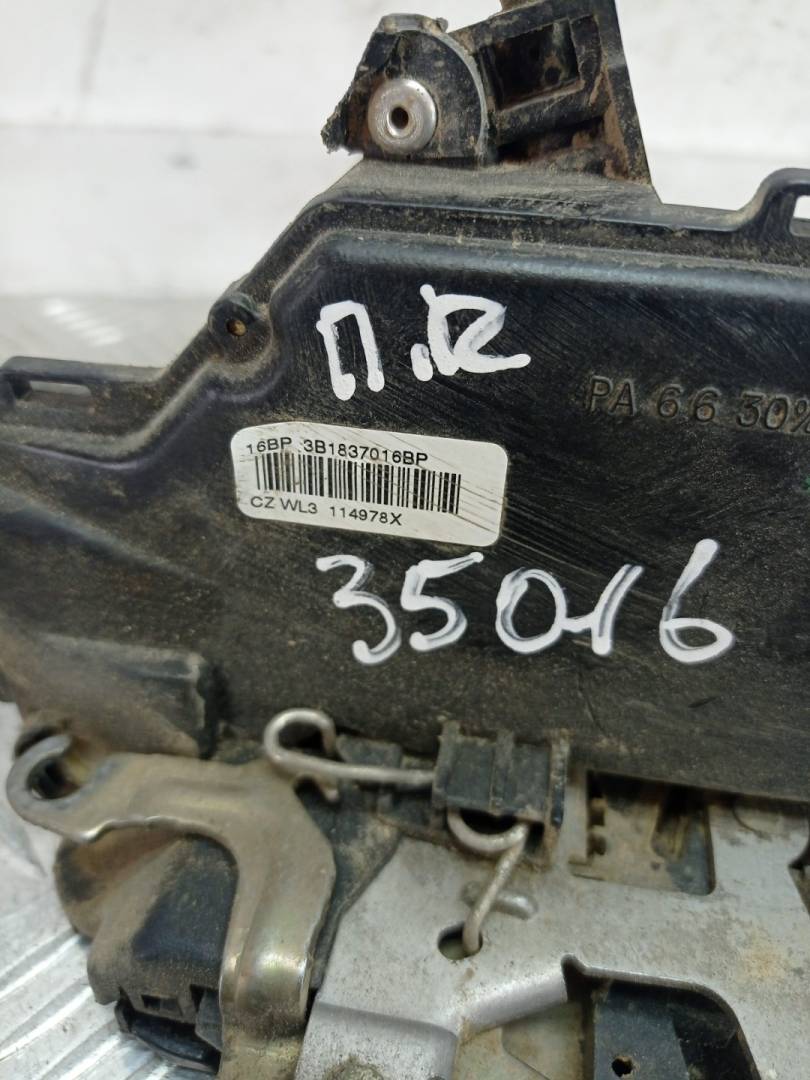 П.R
PA 66 30%
16BP 3B1837016BP
CZ WL3 114978X
35016